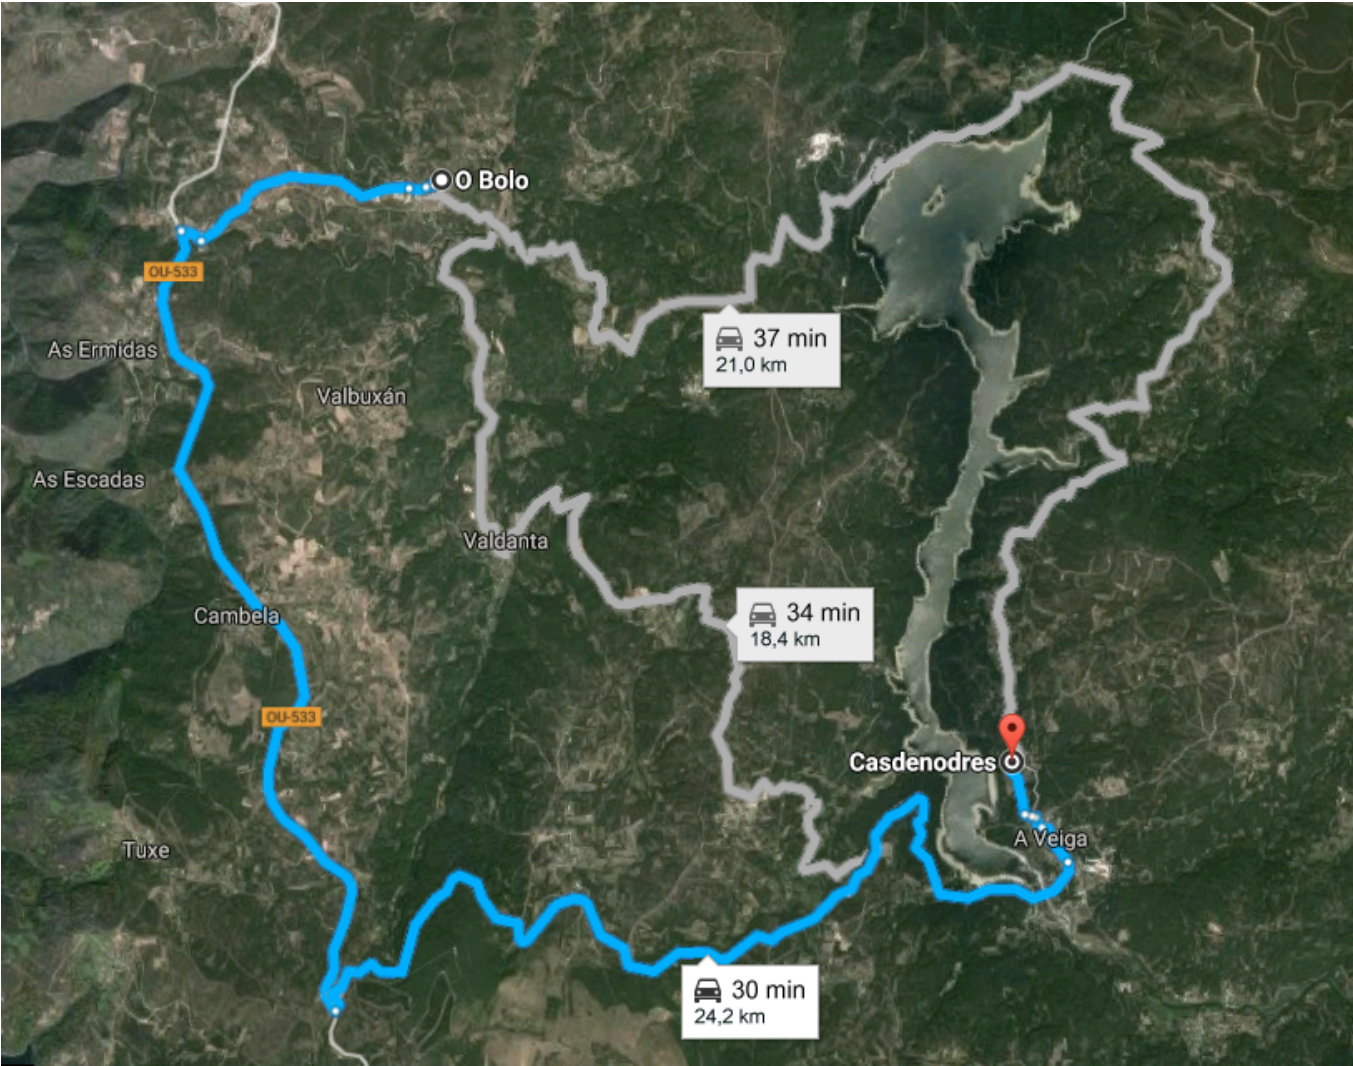 O Bolo
OU-533
37 min
21,0 km
As Ermidas
Valbuxán
As Escadas
Valdanta
34 min
18,4 km
Cambela
OU-533
Casdenodres
A Veiga
Tuxe
30 min
24,2 km